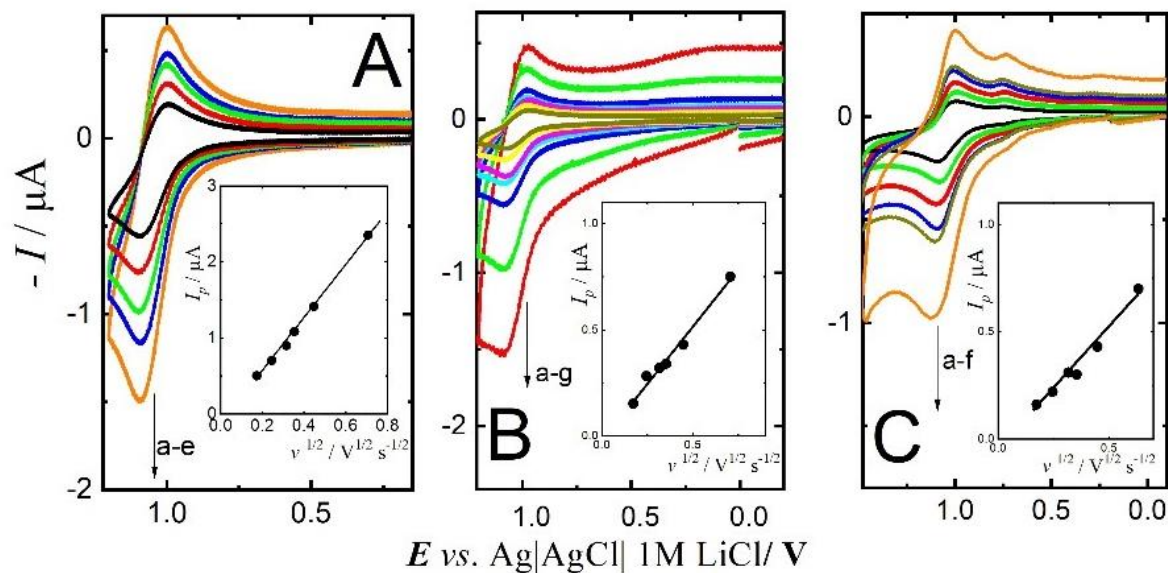 A
0
-1
-2
- I / μA
1.0
0.5
a-e
3
2
1
0
I_p / μA
0.0
0.2
0.4
0.6
0.8
v^1/2 / V^1/2 s^-1/2
B
0
-1
-2
1.0
0.5
0.0
a-g
1.0
0.5
0.0
I_p / μA
0.0
0.5
v^1/2 / V^1/2 s^-1/2
C
0
-1
1.0
0.5
0.0
a-f
1.0
0.5
0.0
I_p / μA
0.0
0.5
v^1/2 / V^1/2 s^-1/2
E vs. Ag|AgCl| 1M LiCl/ V